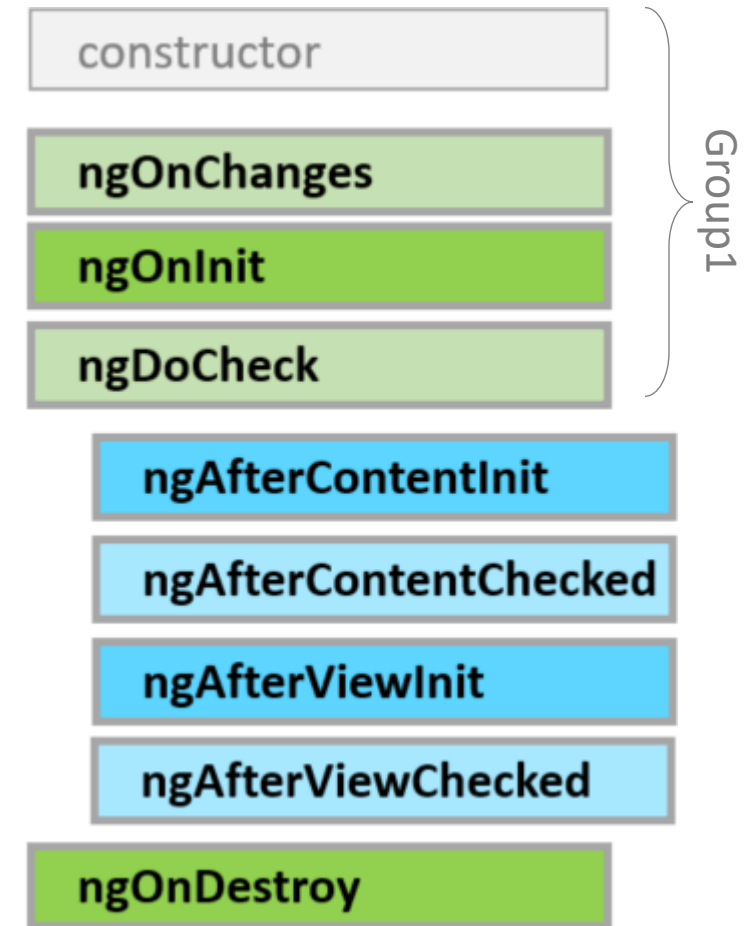 constructor
Group1
ngOnChanges
ngOnInit
ngDoCheck
ngAfterContentInit
ngAfterContentChecked
ngAfterViewInit
ngAfterViewChecked
ngOnDestroy